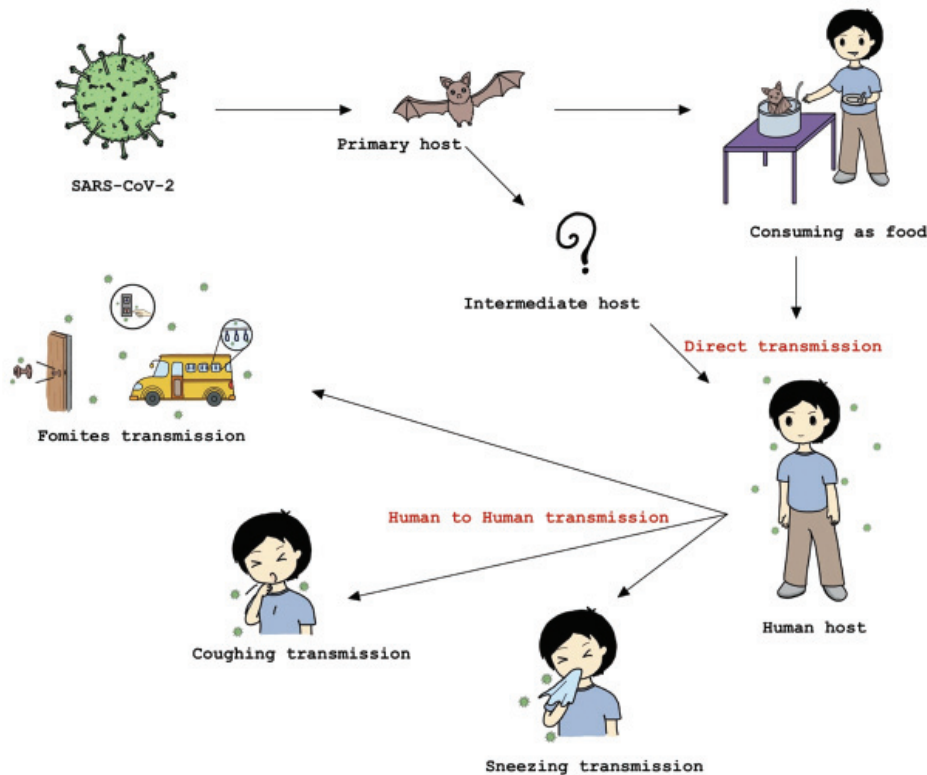 SARS-CoV-2
Primary host
Consuming as food
Intermediate host
Direct transmission
Fomites transmission
Human to Human transmission
Human host
Coughing transmission
Sneezing transmission